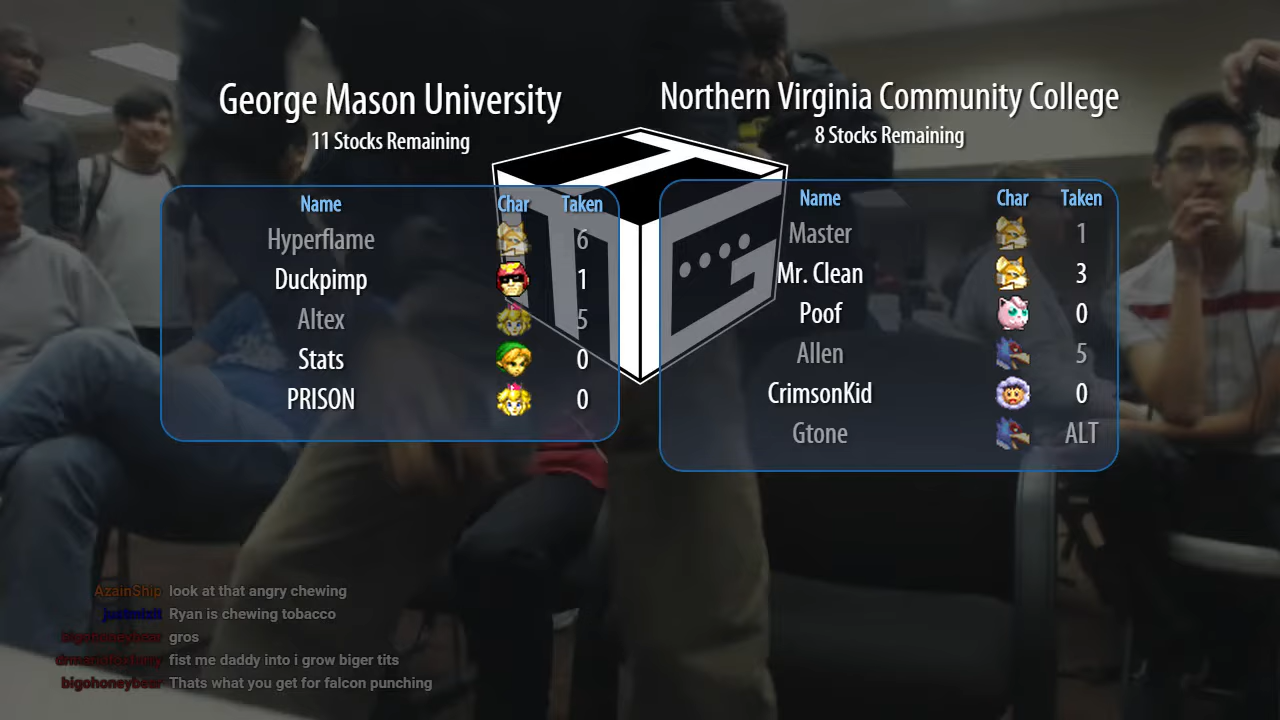 George Mason University
11 Stocks Remaining
Name Char Taken
Hyperflame 6
Duckpimp 1
Altex 5
Stats 0
PRISON 0
Northern Virginia Community College
8 Stocks Remaining
Name Char Taken
Master 1
Mr. Clean 3
Poof 0
Allen 5
CrimsonKid 0
Gtone ALT
AzainShip look at that angry chewing
Ryan is chewing tobacco
bigohoneybear gros
fist me daddy into i grow biger tits
bigohoneybear Thats what you get for falcon punching